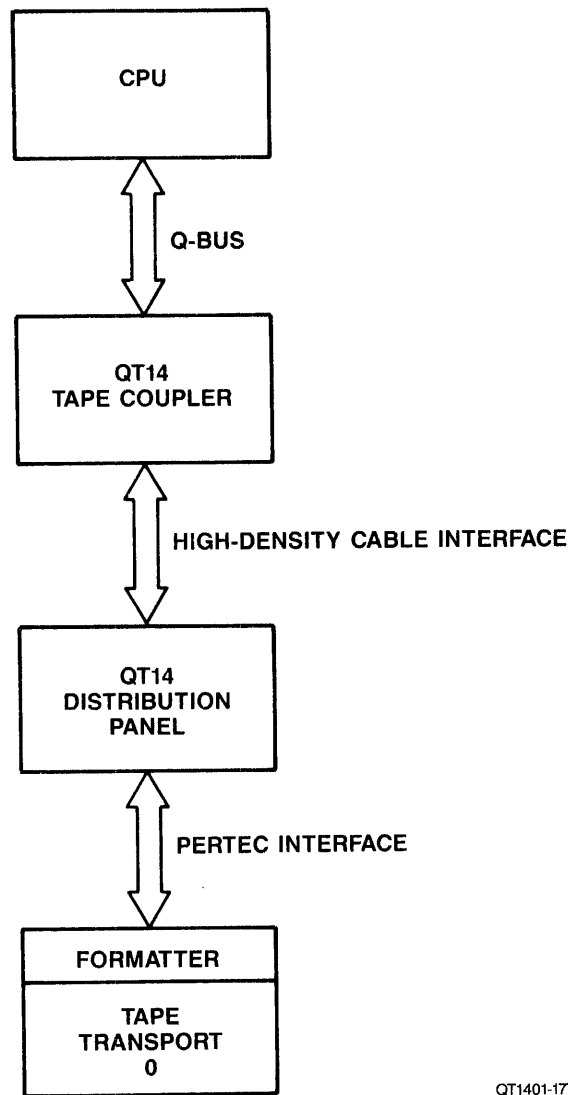 CPU
Q-BUS
QT14
TAPE COUPLER
HIGH-DENSITY CABLE INTERFACE
QT14
DISTRIBUTION
PANEL
PERTEC INTERFACE
FORMATTER
TAPE
TRANSPORT
0
QT1401-17